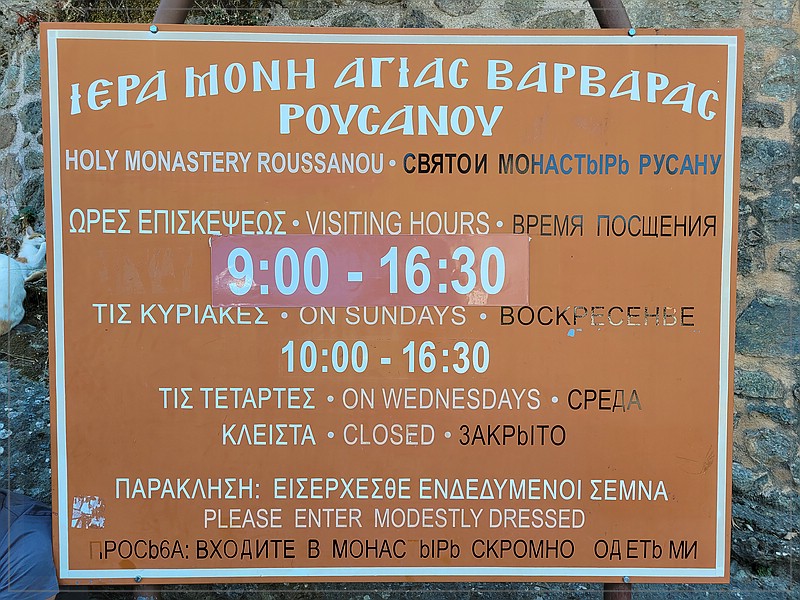 ΙΕΡΑ ΜΟΝΗ ΑΓΙΑΣ ΒΑΡΒΑΡΑΣ
ΡΟΥΣΑΝΟΥ
HOLY MONASTERY ROUSSANOU • СВЯТОИ МОНАСТЫРЬ РУСАНУ
ΩΡΕΣ ΕΠΙΣΚΕΨΕΩΣ • VISITING HOURS • ВРЕМЯ ПОСЩЕНИЯ
9:00 - 16:30
ΤΙΣ ΚΥΡΙΑΚΕΣ • ON SUNDAYS • ВОСКРЕСЕНВЕ
10:00 - 16:30
ΤΙΣ ΤΕΤΑΡΤΕΣ • ON WEDNESDAYS • СРЕДА
ΚΛΕΙΣΤΑ • CLOSED • ЗАКРЫТО
ΠΑΡΑΚΛΗΣΗ: ΕΙΣΕΡΧΕΣΘΕ ΕΝΔΕΔΥΜΕΝΟΙ ΣΕΜΝΑ
PLEASE ENTER MODESTLY DRESSED
ПРОСЬ6А: ВХОДИТЕ В МОНАСТЫРЬ СКРОМНО ОДЕТЬ МИ